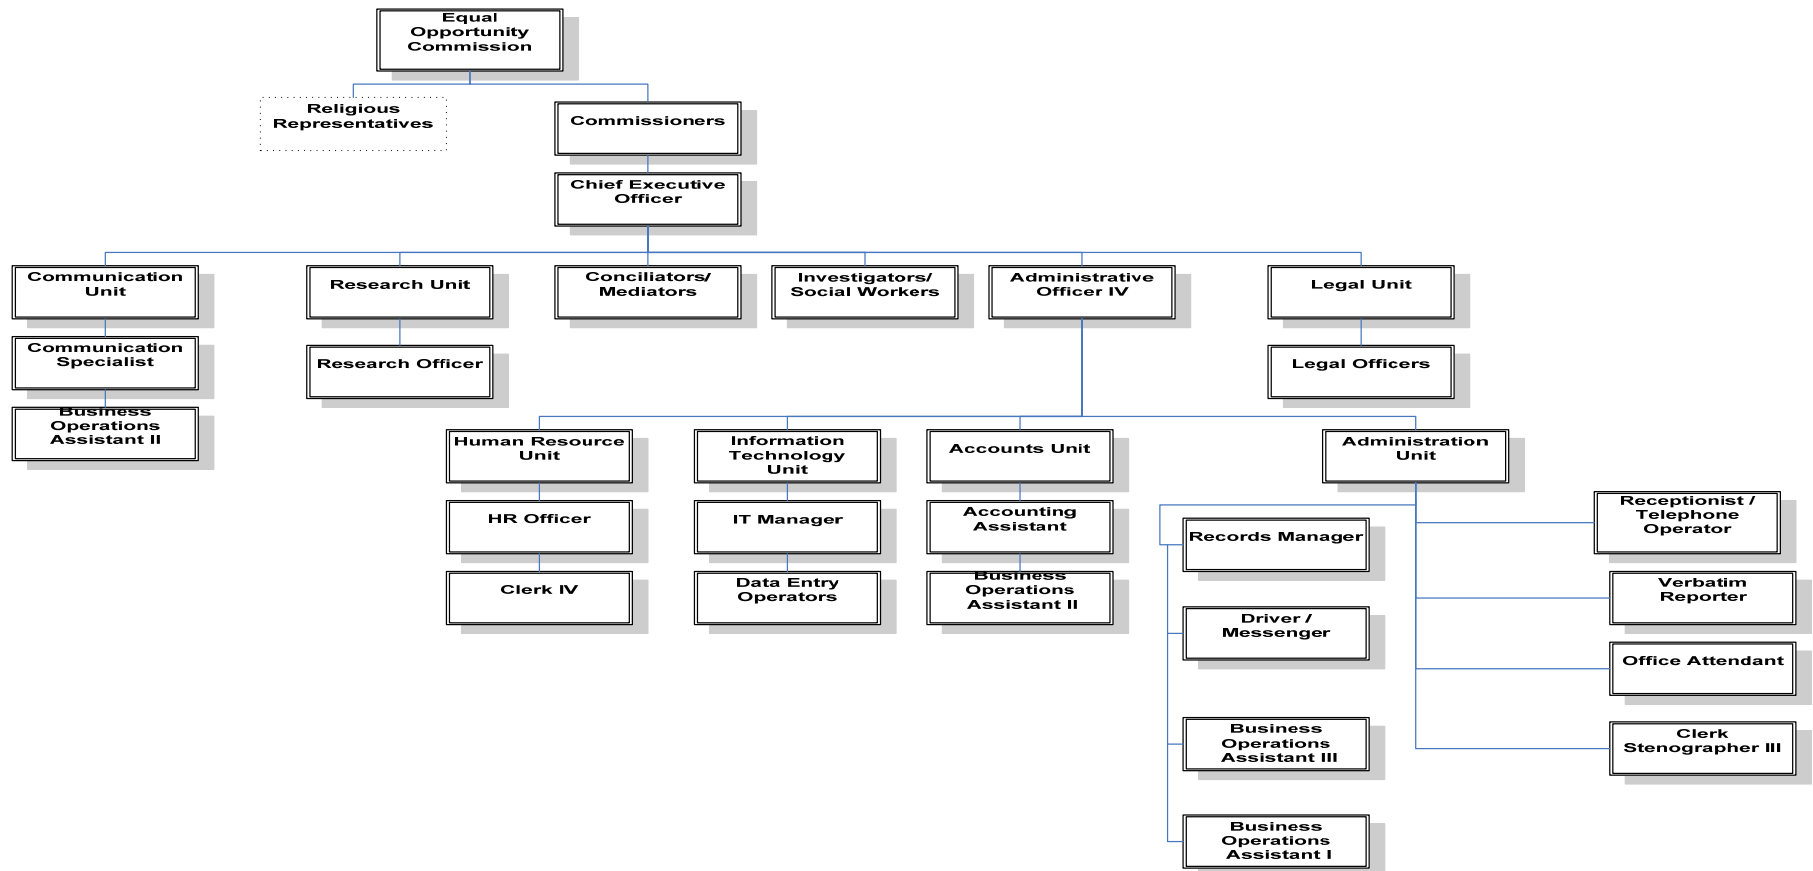 Equal
Opportunity
Commission
Religious
Representatives
Commissioners
Chief Executive
Officer
Communication
Unit
Research Unit
Conciliators/
Mediators
Investigators/
Social Workers
Administrative
Officer IV
Legal Unit
Communication
Specialist
Research Officer
Legal Officers
Business
Operations
Assistant II
Human Resource
Unit
Information
Technology
Unit
Accounts Unit
Administration
Unit
HR Officer
IT Manager
Accounting
Assistant
Clerk IV
Data Entry
Operators
Business
Operations
Assistant II
Records Manager
Driver /
Messenger
Business
Operations
Assistant III
Business
Operations
Assistant I
Receptionist /
Telephone
Operator
Verbatim
Reporter
Office Attendant
Clerk
Stenographer III